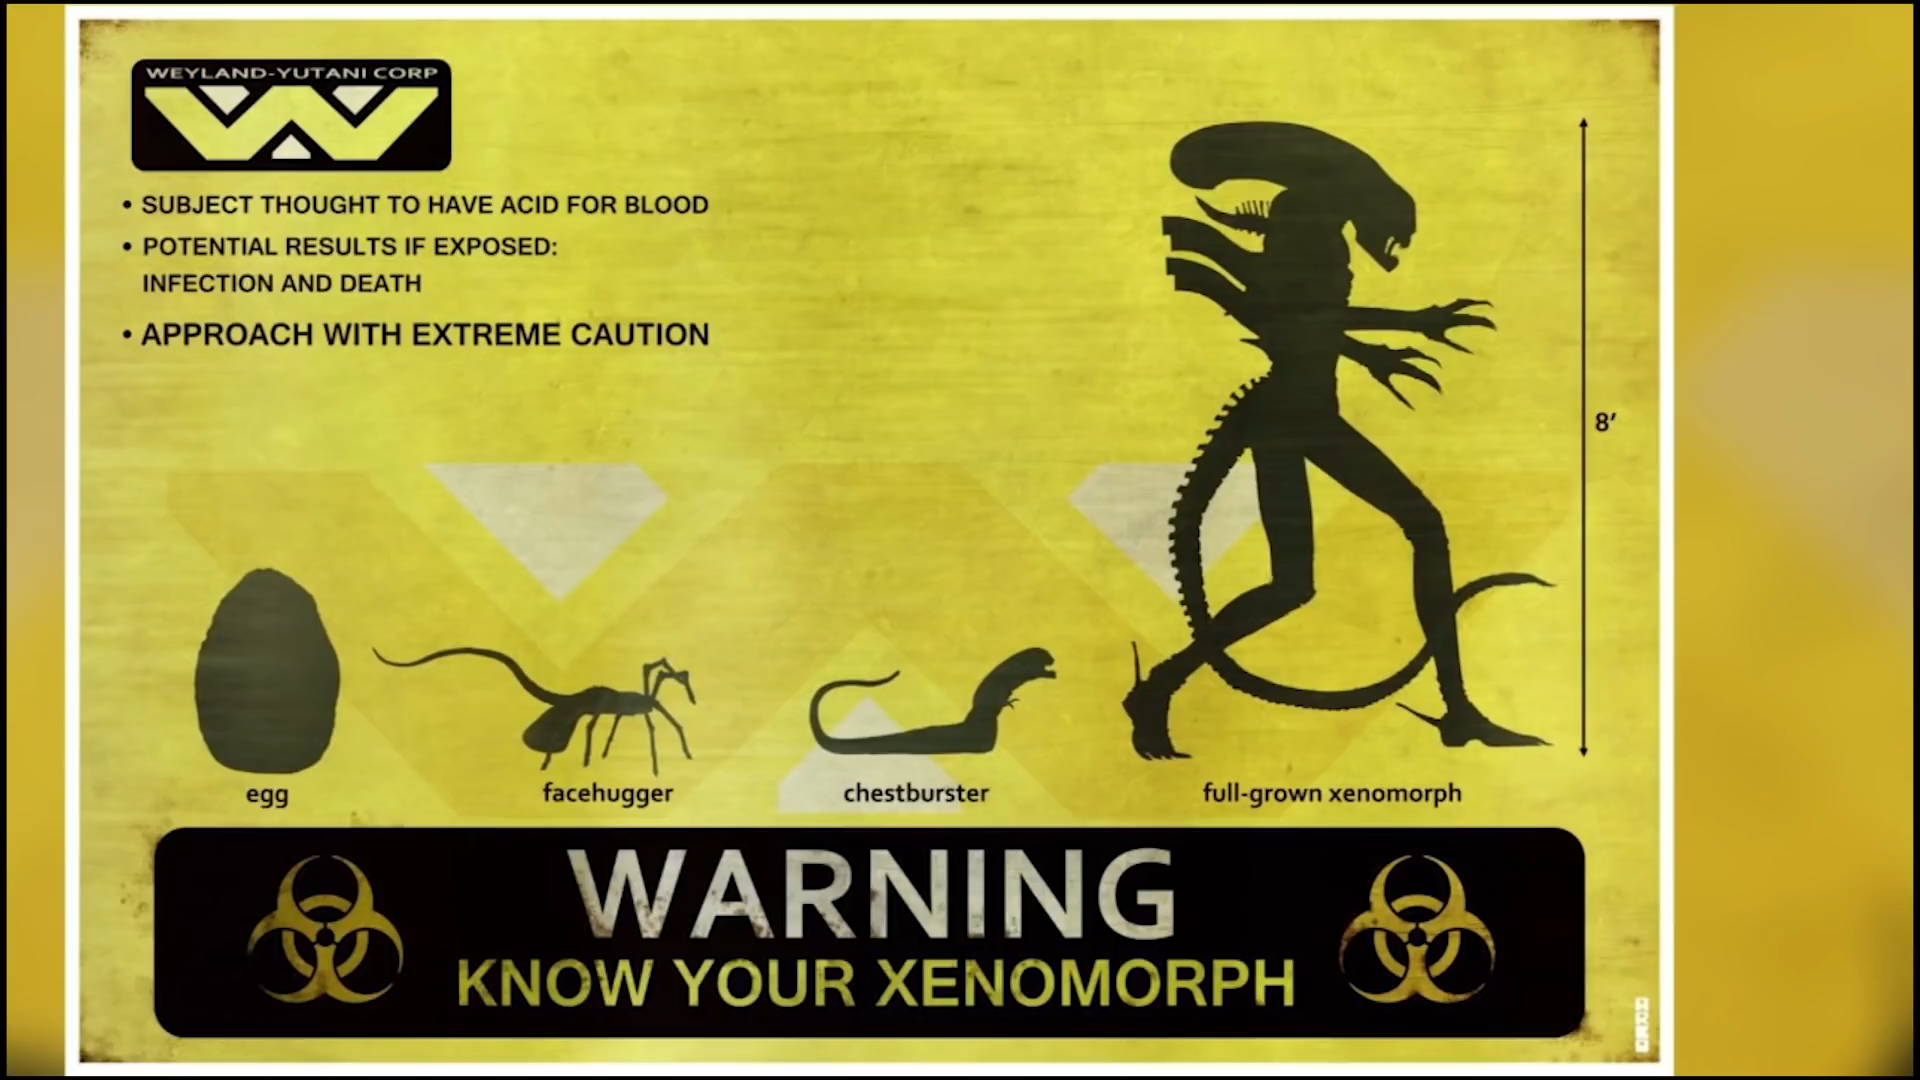 WEYLAND-YUTANI CORP
• SUBJECT THOUGHT TO HAVE ACID FOR BLOOD
• POTENTIAL RESULTS IF EXPOSED:
INFECTION AND DEATH
• APPROACH WITH EXTREME CAUTION
8'
egg
facehugger
chestburster
full-grown xenomorph
WARNING
KNOW YOUR XENOMORPH